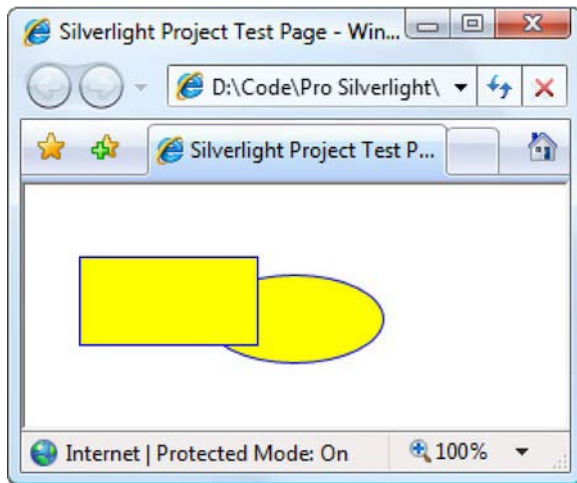 Silverlight Project Test Page - Win...
D:\Code\Pro Silverlight\
Silverlight Project Test P...
Internet | Protected Mode: On
100%